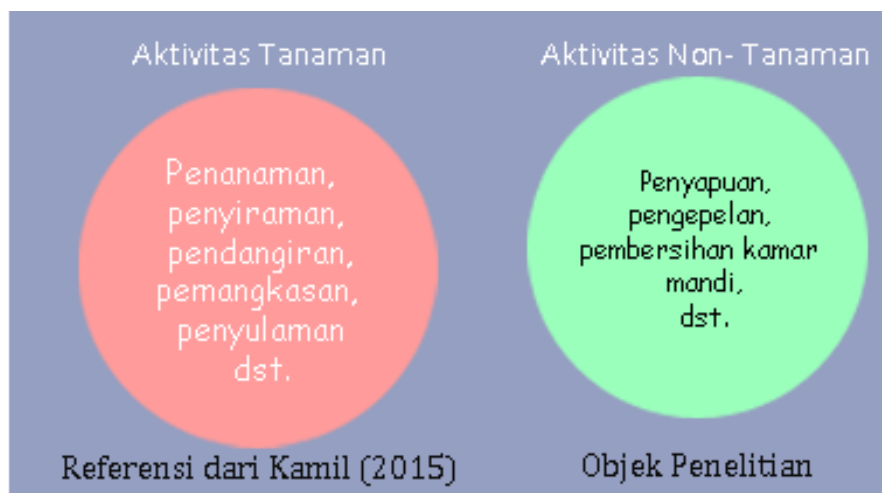 Aktivitas Tanaman
Penanaman,
penyiraman,
pendangiran,
pemangkasan,
penyulaman
dst.
Referensi dari Kamil (2015)
Aktivitas Non- Tanaman
Penyapuan,
pengepelan,
pembersihan kamar
mandi,
dst.
Objek Penelitian